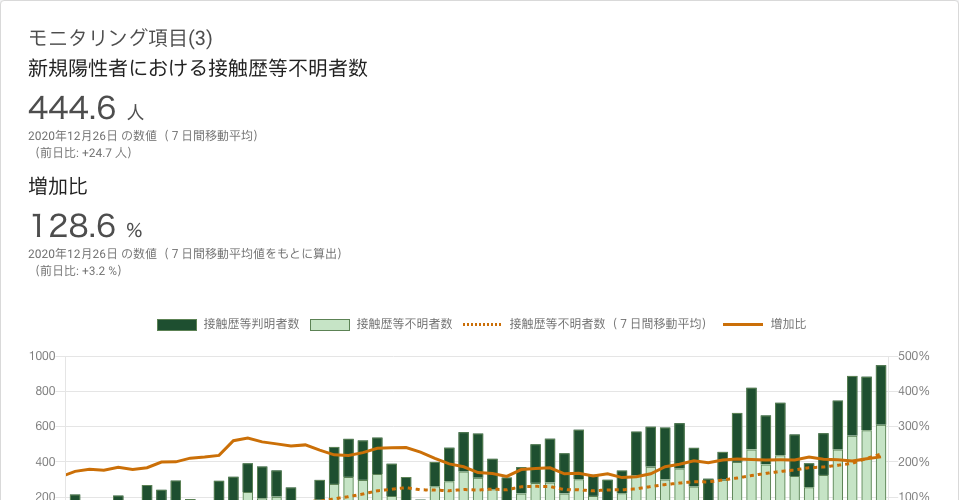 モニタリング項目(3)
新規陽性者における接触歴等不明者数
444.6 人
2020年12月26日 の数値（７日間移動平均）
（前日比: +24.7 人）
増加比
128.6 %
2020年12月26日 の数値（７日間移動平均値をもとに算出）
（前日比: +3.2 %）
接触歴等判明者数 接触歴等不明者数 接触歴等不明者数（７日間移動平均） 増加比
1000 500%
800 400%
600 300%
400 200%
200 100%